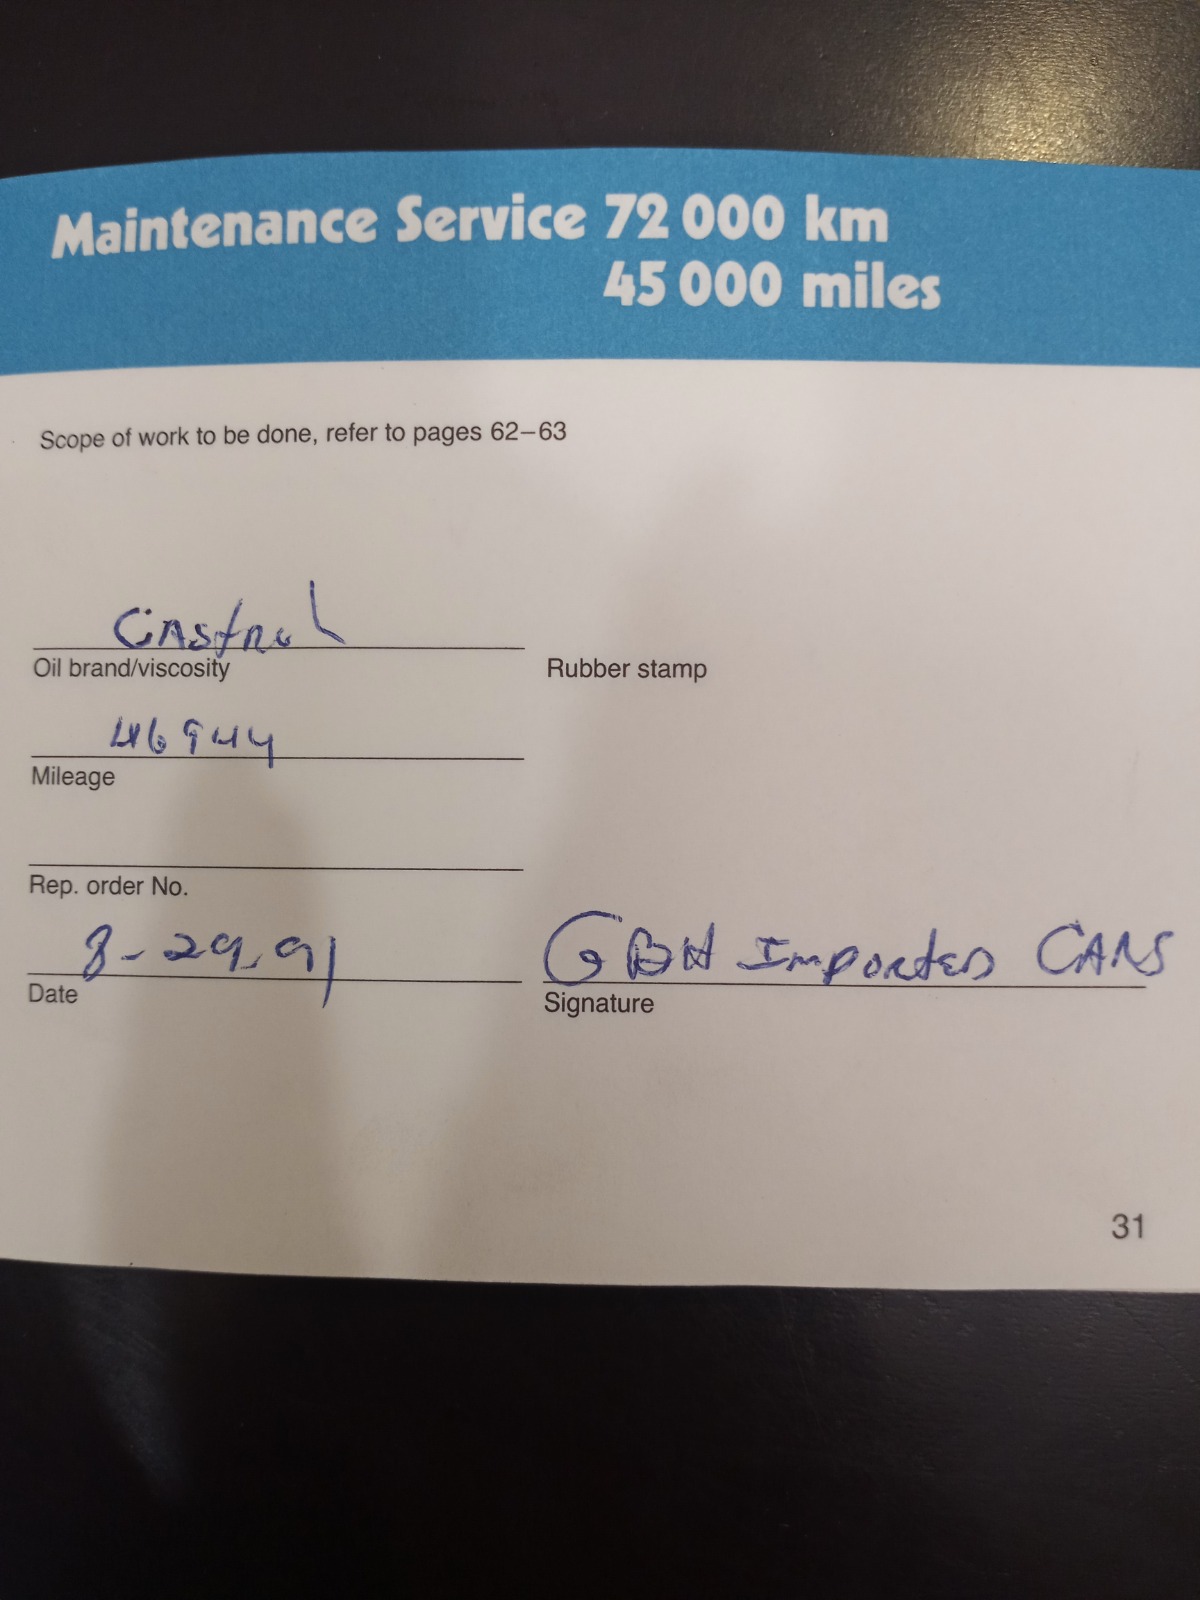 Maintenance Service 72 000 km
45 000 miles
Scope of work to be done, refer to pages 62–63
Castrol
Oil brand/viscosity
Rubber stamp
46944
Mileage
Rep. order No.
8-29-91
Date
GBH Imported CARS
Signature
31